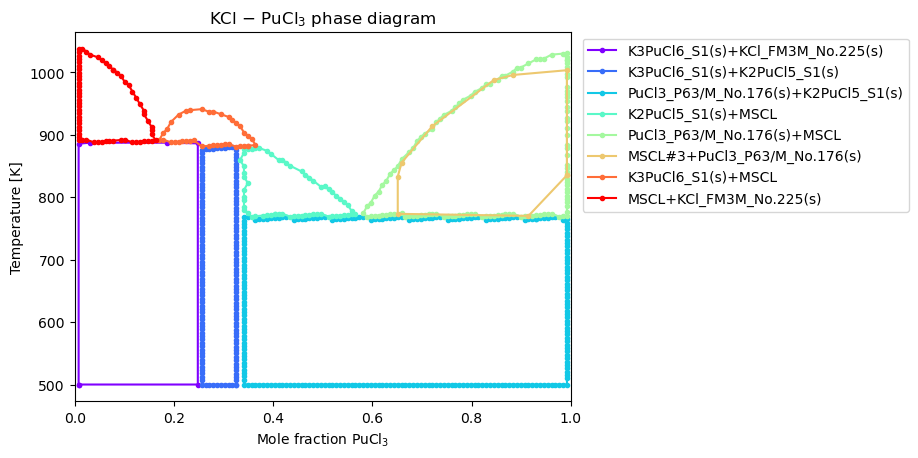 KCl − PuCl₃ phase diagram
Temperature [K]
1000
900
800
700
600
500
0.0 0.2 0.4 0.6 0.8 1.0
Mole fraction PuCl₃
K3PuCl6_S1(s)+KCl_FM3M_No.225(s)
K3PuCl6_S1(s)+K2PuCl5_S1(s)
PuCl3_P63/M_No.176(s)+K2PuCl5_S1(s)
K2PuCl5_S1(s)+MSCL
PuCl3_P63/M_No.176(s)+MSCL
MSCL#3+PuCl3_P63/M_No.176(s)
K3PuCl6_S1(s)+MSCL
MSCL+KCl_FM3M_No.225(s)